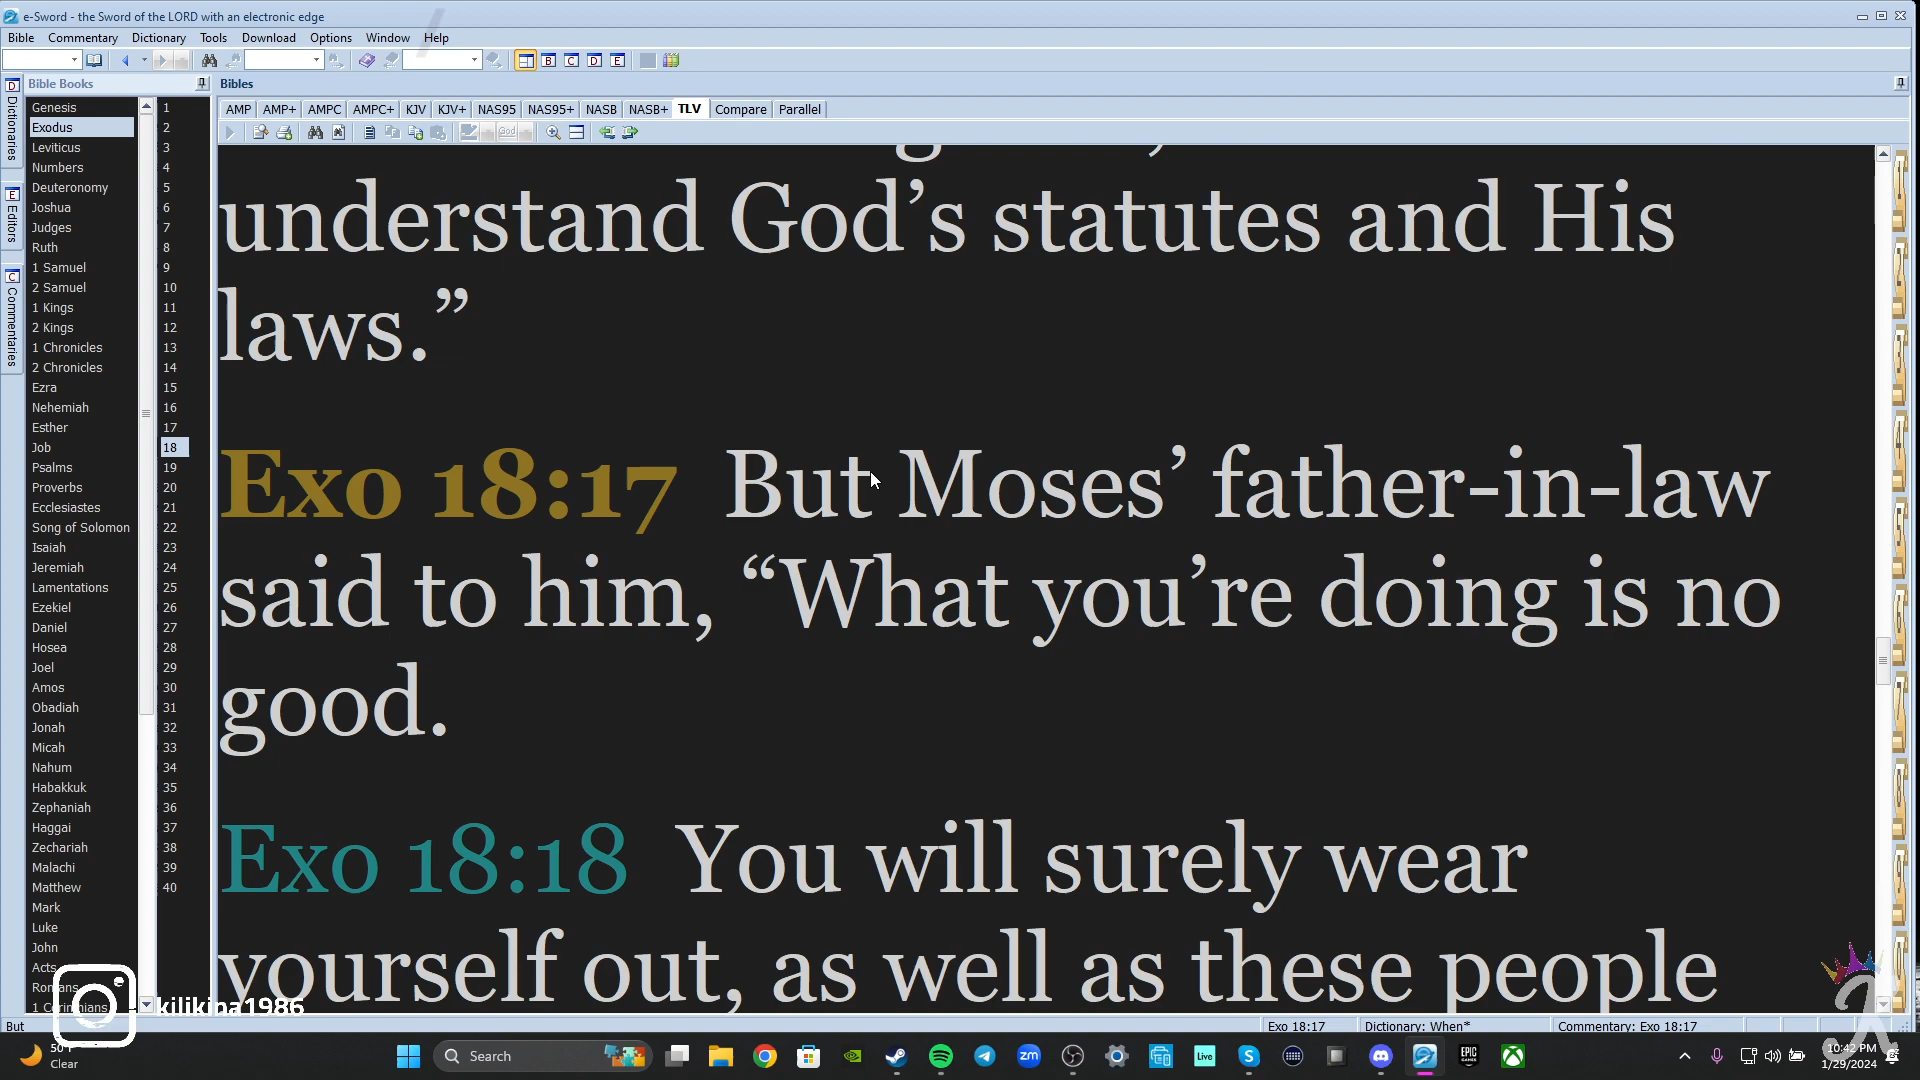 e-Sword - the Sword of the LORD with an electronic edge
Bible Commentary Dictionary Tools Download Options Window Help
B C D E
Bible Books
Bibles
D Dictionaries
E Editors
C Commentaries
AMP AMP+ AMPC AMPC+ KJV KJV+ NAS95 NAS95+ NASB NASB+ TLV Compare Parallel
God
Genesis 1
Exodus 2
Leviticus 3
Numbers 4
Deuteronomy 5
Joshua 6
Judges 7
Ruth 8
1 Samuel 9
2 Samuel 10
1 Kings 11
2 Kings 12
1 Chronicles 13
2 Chronicles 14
Ezra 15
Nehemiah 16
Esther 17
Job 18
Psalms 19
Proverbs 20
Ecclesiastes 21
Song of Solomon 22
Isaiah 23
Jeremiah 24
Lamentations 25
Ezekiel 26
Daniel 27
Hosea 28
Joel 29
Amos 30
Obadiah 31
Jonah 32
Micah 33
Nahum 34
Habakkuk 35
Zephaniah 36
Haggai 37
Zechariah 38
Malachi 39
Matthew 40
Mark
Luke
John
Acts
Romans
1 Corinthians
understand God’s statutes and His
laws.”
Exo 18:17 But Moses’ father-in-law
said to him, “What you’re doing is no
good.
Exo 18:18 You will surely wear
yourself out, as well as these people
kilikina1986
But
Exo 18:17
Dictionary: When*
Commentary: Exo 18:17
50°F
Clear
Search
zm
Live
EPIC GAMES
10:42 PM
1/29/2024